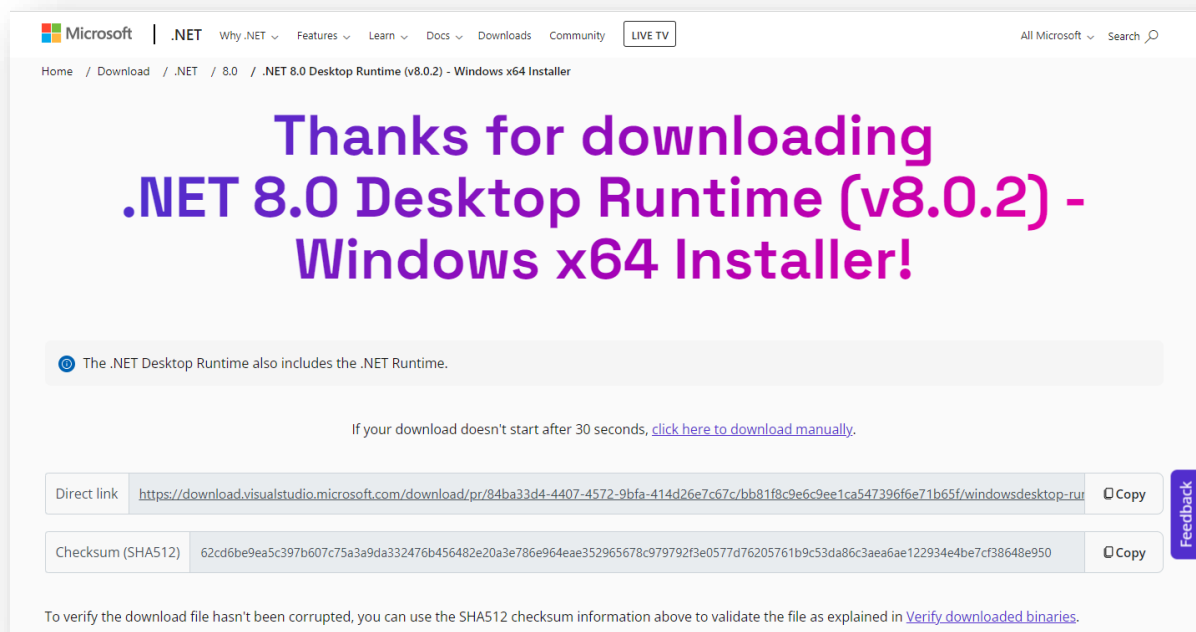 Microsoft | .NET Why .NET Features Learn Docs Downloads Community LIVE TV All Microsoft Search
Home / Download / .NET / 8.0 / .NET 8.0 Desktop Runtime (v8.0.2) - Windows x64 Installer
Thanks for downloading
.NET 8.0 Desktop Runtime (v8.0.2) -
Windows x64 Installer!
The .NET Desktop Runtime also includes the .NET Runtime.
If your download doesn't start after 30 seconds, click here to download manually.
Direct link https://download.visualstudio.microsoft.com/download/pr/84ba33d4-4407-4572-9bfa-414d26e7c67c/bb81f8c9e6c9ee1ca547396f6e71b65f/windowsdesktop-rur Copy
Checksum (SHA512) 62cd6be9ea5c397b607c75a3a9da332476b456482e20a3e786e964eae352965678c979792f3e0577d76205761b9c53da86c3aea6ae122934e4be7cf38648e950 Copy
Feedback
To verify the download file hasn't been corrupted, you can use the SHA512 checksum information above to validate the file as explained in Verify downloaded binaries.